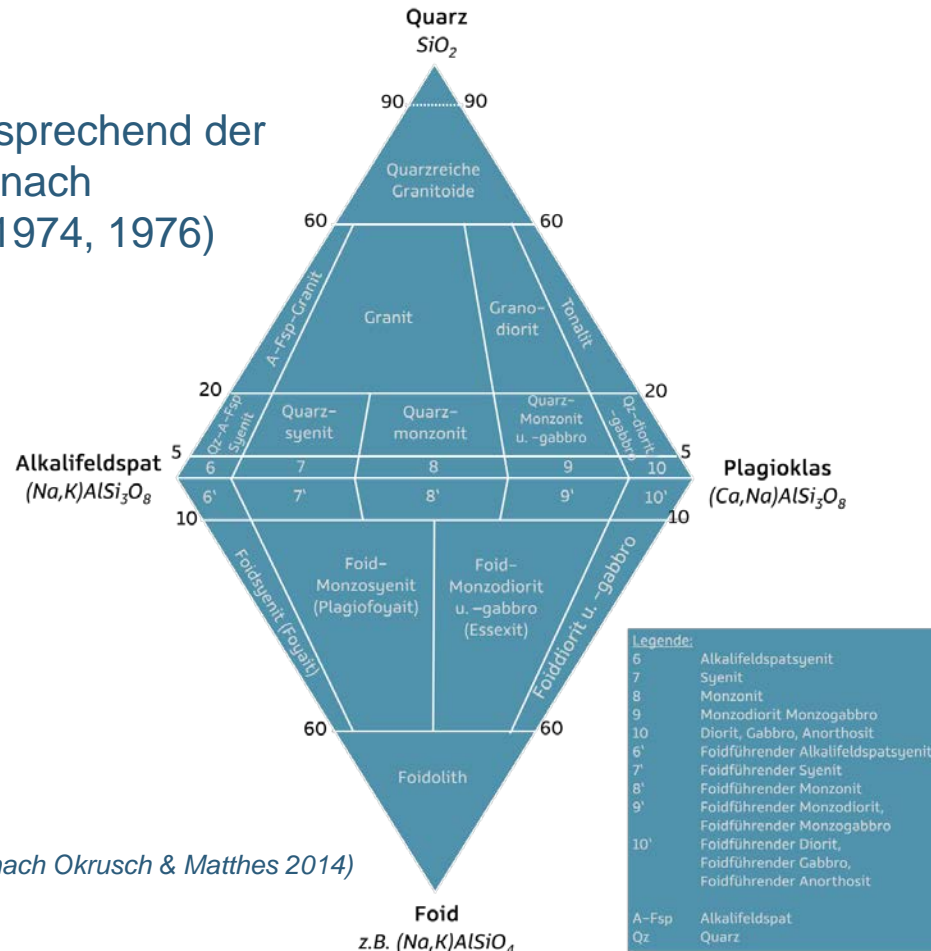 Quarz
SiO₂
90
90
sprechend der
nach
1974, 1976)
Quarzreiche
Granitoide
60
60
A-Fsp-Granit
Granit
Grano-
diorit
Tonalit
20
20
Qz-A-Fsp
Syenit
Quarz-
syenit
Quarz-
monzonit
Quarz-
Monzonit
u. -gabbro
Qz-diorit
-gabbro
5
5
Alkalifeldspat
(Na,K)AlSi₃O₈
6
7
8
9
10
Plagioklas
(Ca,Na)AlSi₃O₈
6'
7'
8'
9'
10'
10
10
Foidsyenit (Foyait)
Foid-
Monzosyenit
(Plagiofoyait)
Foid-
Monzodiorit
u. -gabbro
(Essexit)
Foiddiorit u. -gabbro
60
60
Foidolith
nach Okrusch & Matthes 2014)
Foid
z.B. (Na,K)AlSiO₄
Legende:
6 Alkalifeldspatsyenit
7 Syenit
8 Monzonit
9 Monzodiorit Monzogabbro
10 Diorit, Gabbro, Anorthosit
6' Foidführender Alkalifeldspatsyenit
7' Foidführender Syenit
8' Foidführender Monzonit
9' Foidführender Monzodiorit,
Foidführender Monzogabbro
10' Foidführender Diorit,
Foidführender Gabbro,
Foidführender Anorthosit
A-Fsp Alkalifeldspat
Qz Quarz